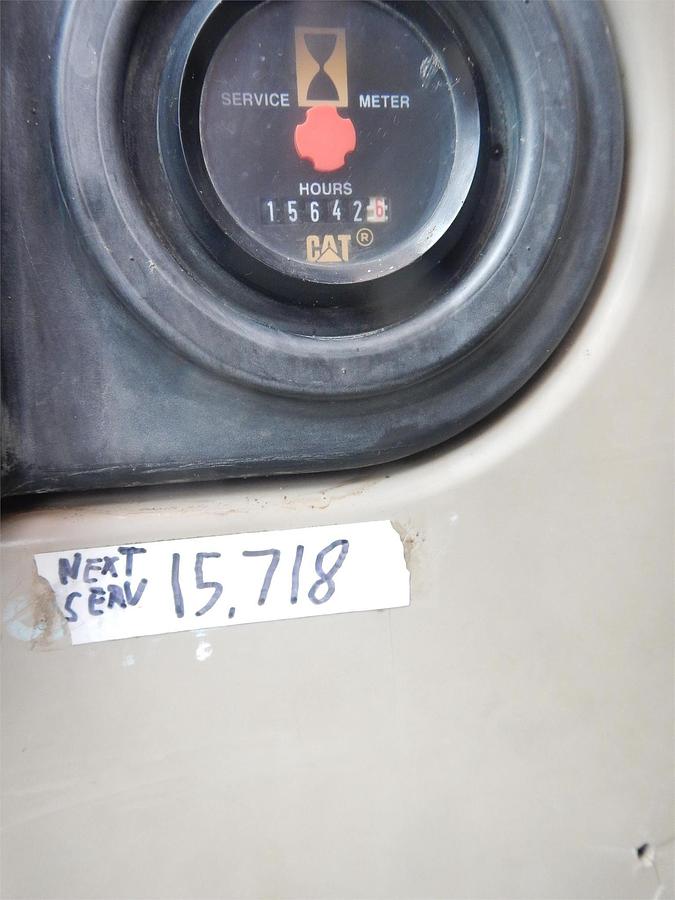 SERVICE METER
HOURS
156426
CAT®
NEXT SERV 15,718